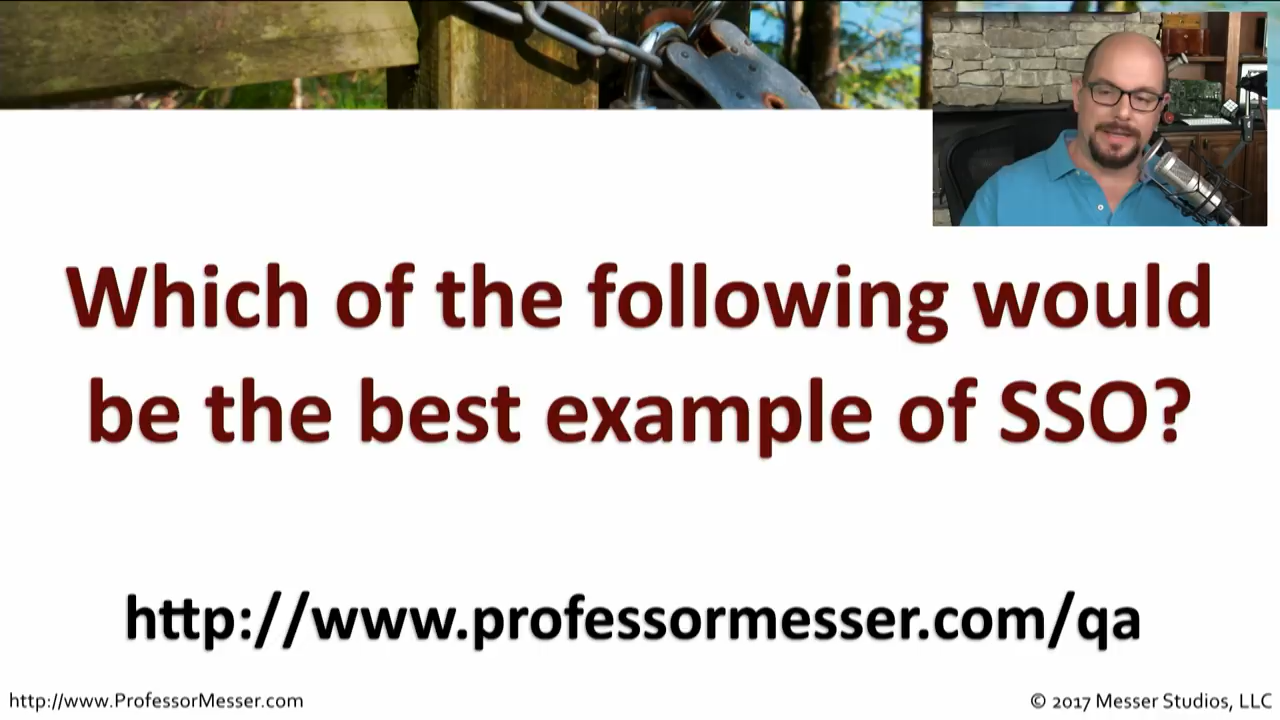 Which of the following would
be the best example of SSO?
http://www.professormesser.com/qa
http://www.ProfessorMesser.com
© 2017 Messer Studios, LLC